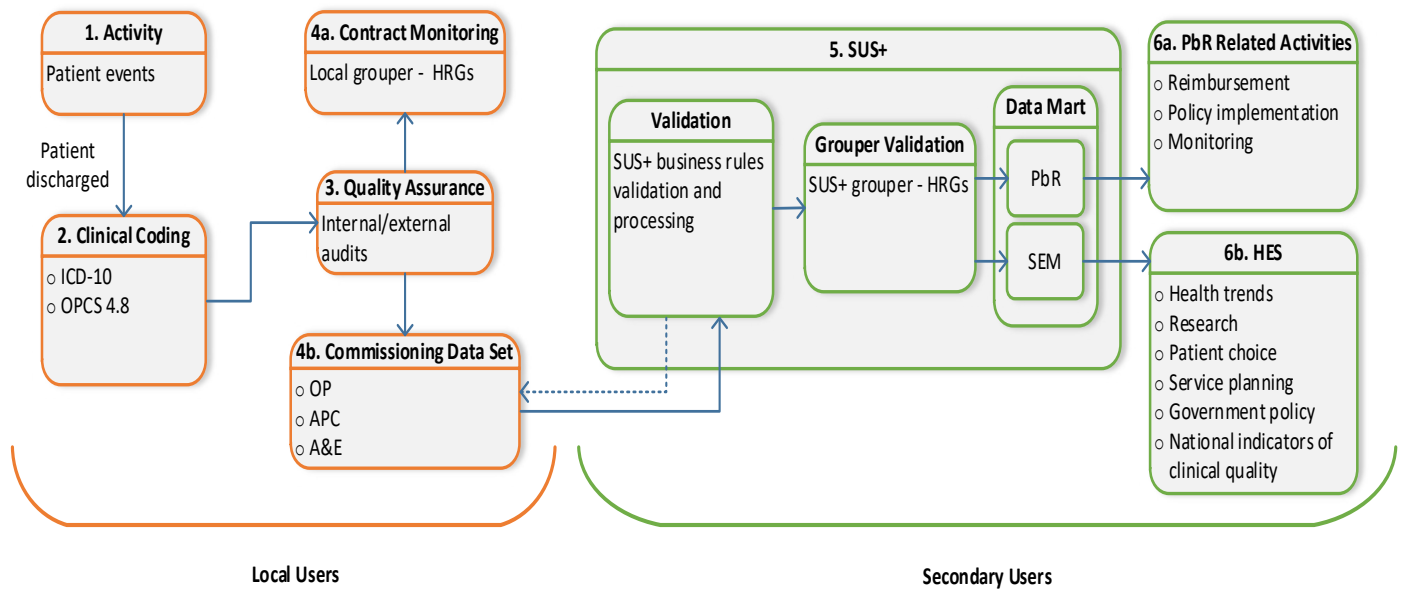 1. Activity
Patient events
Patient
discharged
2. Clinical Coding
○ ICD-10
○ OPCS 4.8
4a. Contract Monitoring
Local grouper - HRGs
3. Quality Assurance
Internal/external
audits
4b. Commissioning Data Set
○ OP
○ APC
○ A&E
Local Users
5. SUS+
Validation
SUS+ business rules
validation and
processing
Grouper Validation
SUS+ grouper - HRGs
Data Mart
PbR
SEM
6a. PbR Related Activities
○ Reimbursement
○ Policy implementation
○ Monitoring
6b. HES
○ Health trends
○ Research
○ Patient choice
○ Service planning
○ Government policy
○ National indicators of
clinical quality
Secondary Users